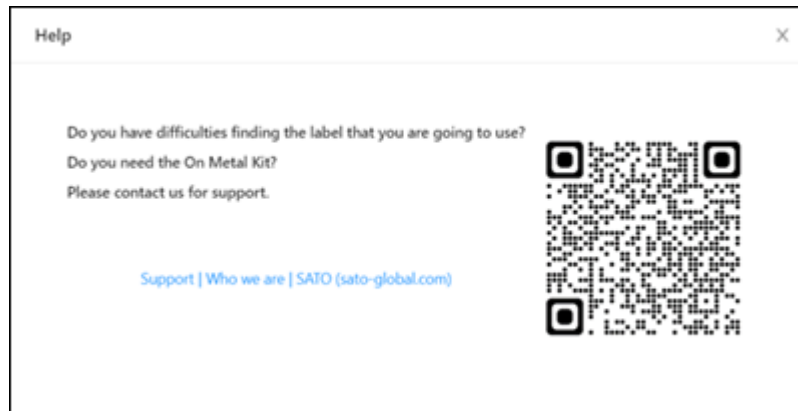 Help
Do you have difficulties finding the label that you are going to use?
Do you need the On Metal Kit?
Please contact us for support.
Support | Who we are | SATO (sato-global.com)